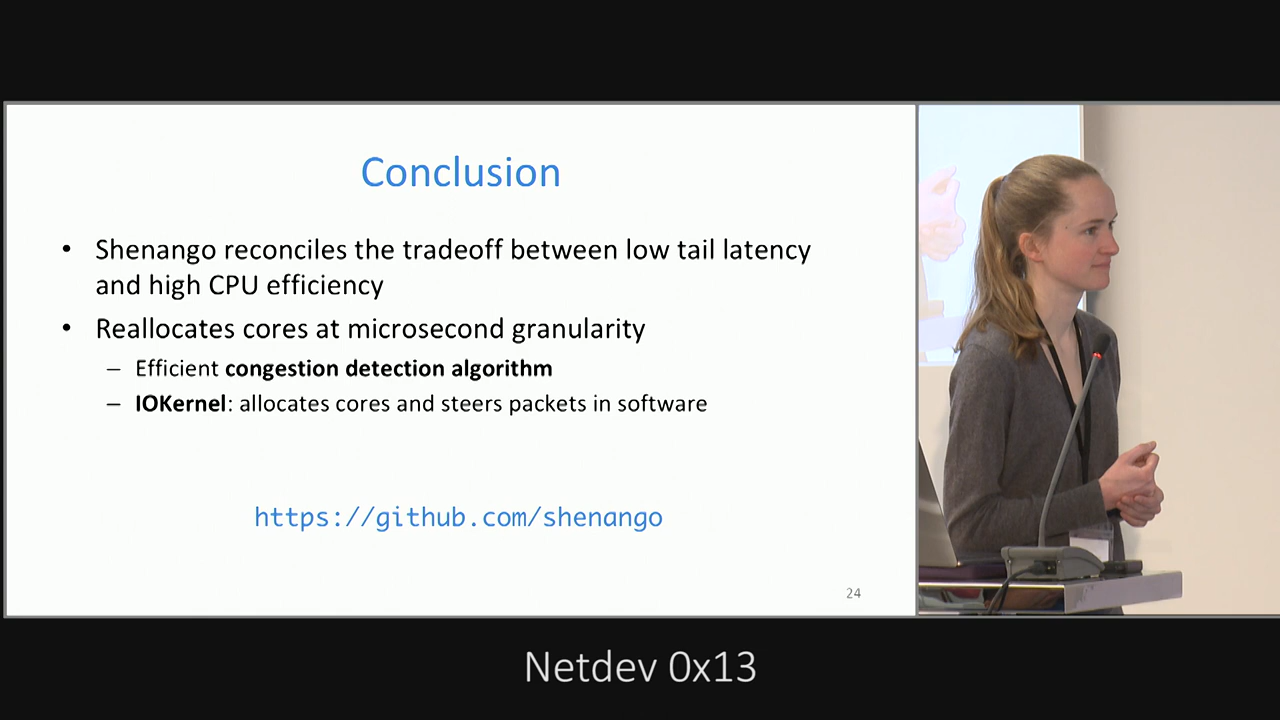 Conclusion
• Shenango reconciles the tradeoff between low tail latency
and high CPU efficiency
• Reallocates cores at microsecond granularity
– Efficient congestion detection algorithm
– IOKernel: allocates cores and steers packets in software
https://github.com/shenango
24
Netdev 0x13